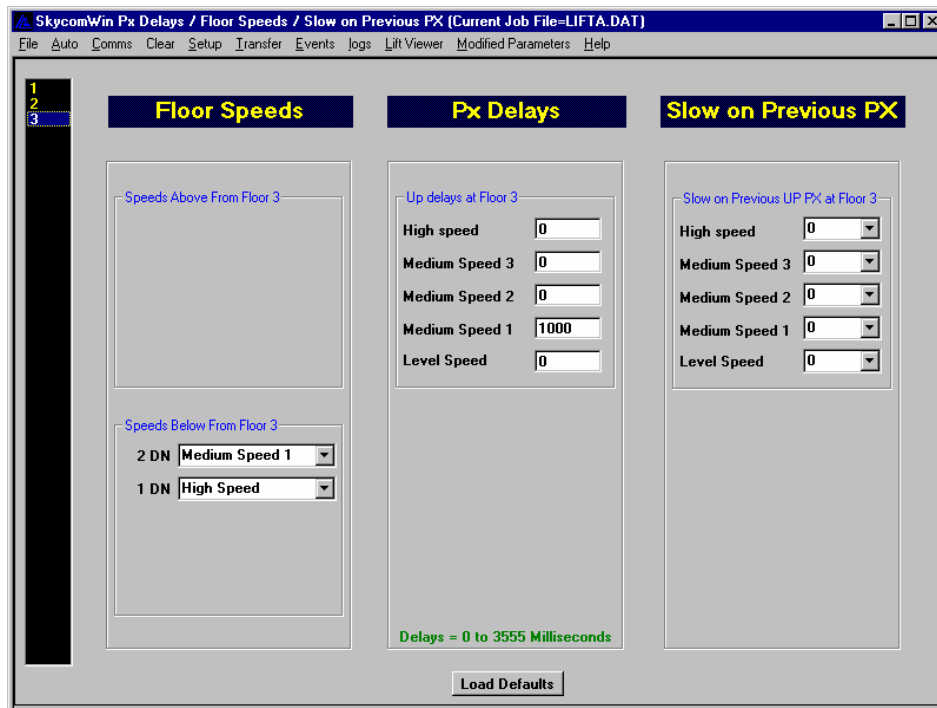 SkycomWin Px Delays / Floor Speeds / Slow on Previous PX (Current Job File=LIFTA.DAT)
File Auto Comms Clear Setup Transfer Events logs Lift Viewer Modified Parameters Help
1
2
3
Floor Speeds
Speeds Above From Floor 3
Speeds Below From Floor 3
2 DN Medium Speed 1
1 DN High Speed
Px Delays
Up delays at Floor 3
High speed 0
Medium Speed 3 0
Medium Speed 2 0
Medium Speed 1 1000
Level Speed 0
Delays = 0 to 3555 Milliseconds
Slow on Previous PX
Slow on Previous UP PX at Floor 3
High speed 0
Medium Speed 3 0
Medium Speed 2 0
Medium Speed 1 0
Level Speed 0
Load Defaults